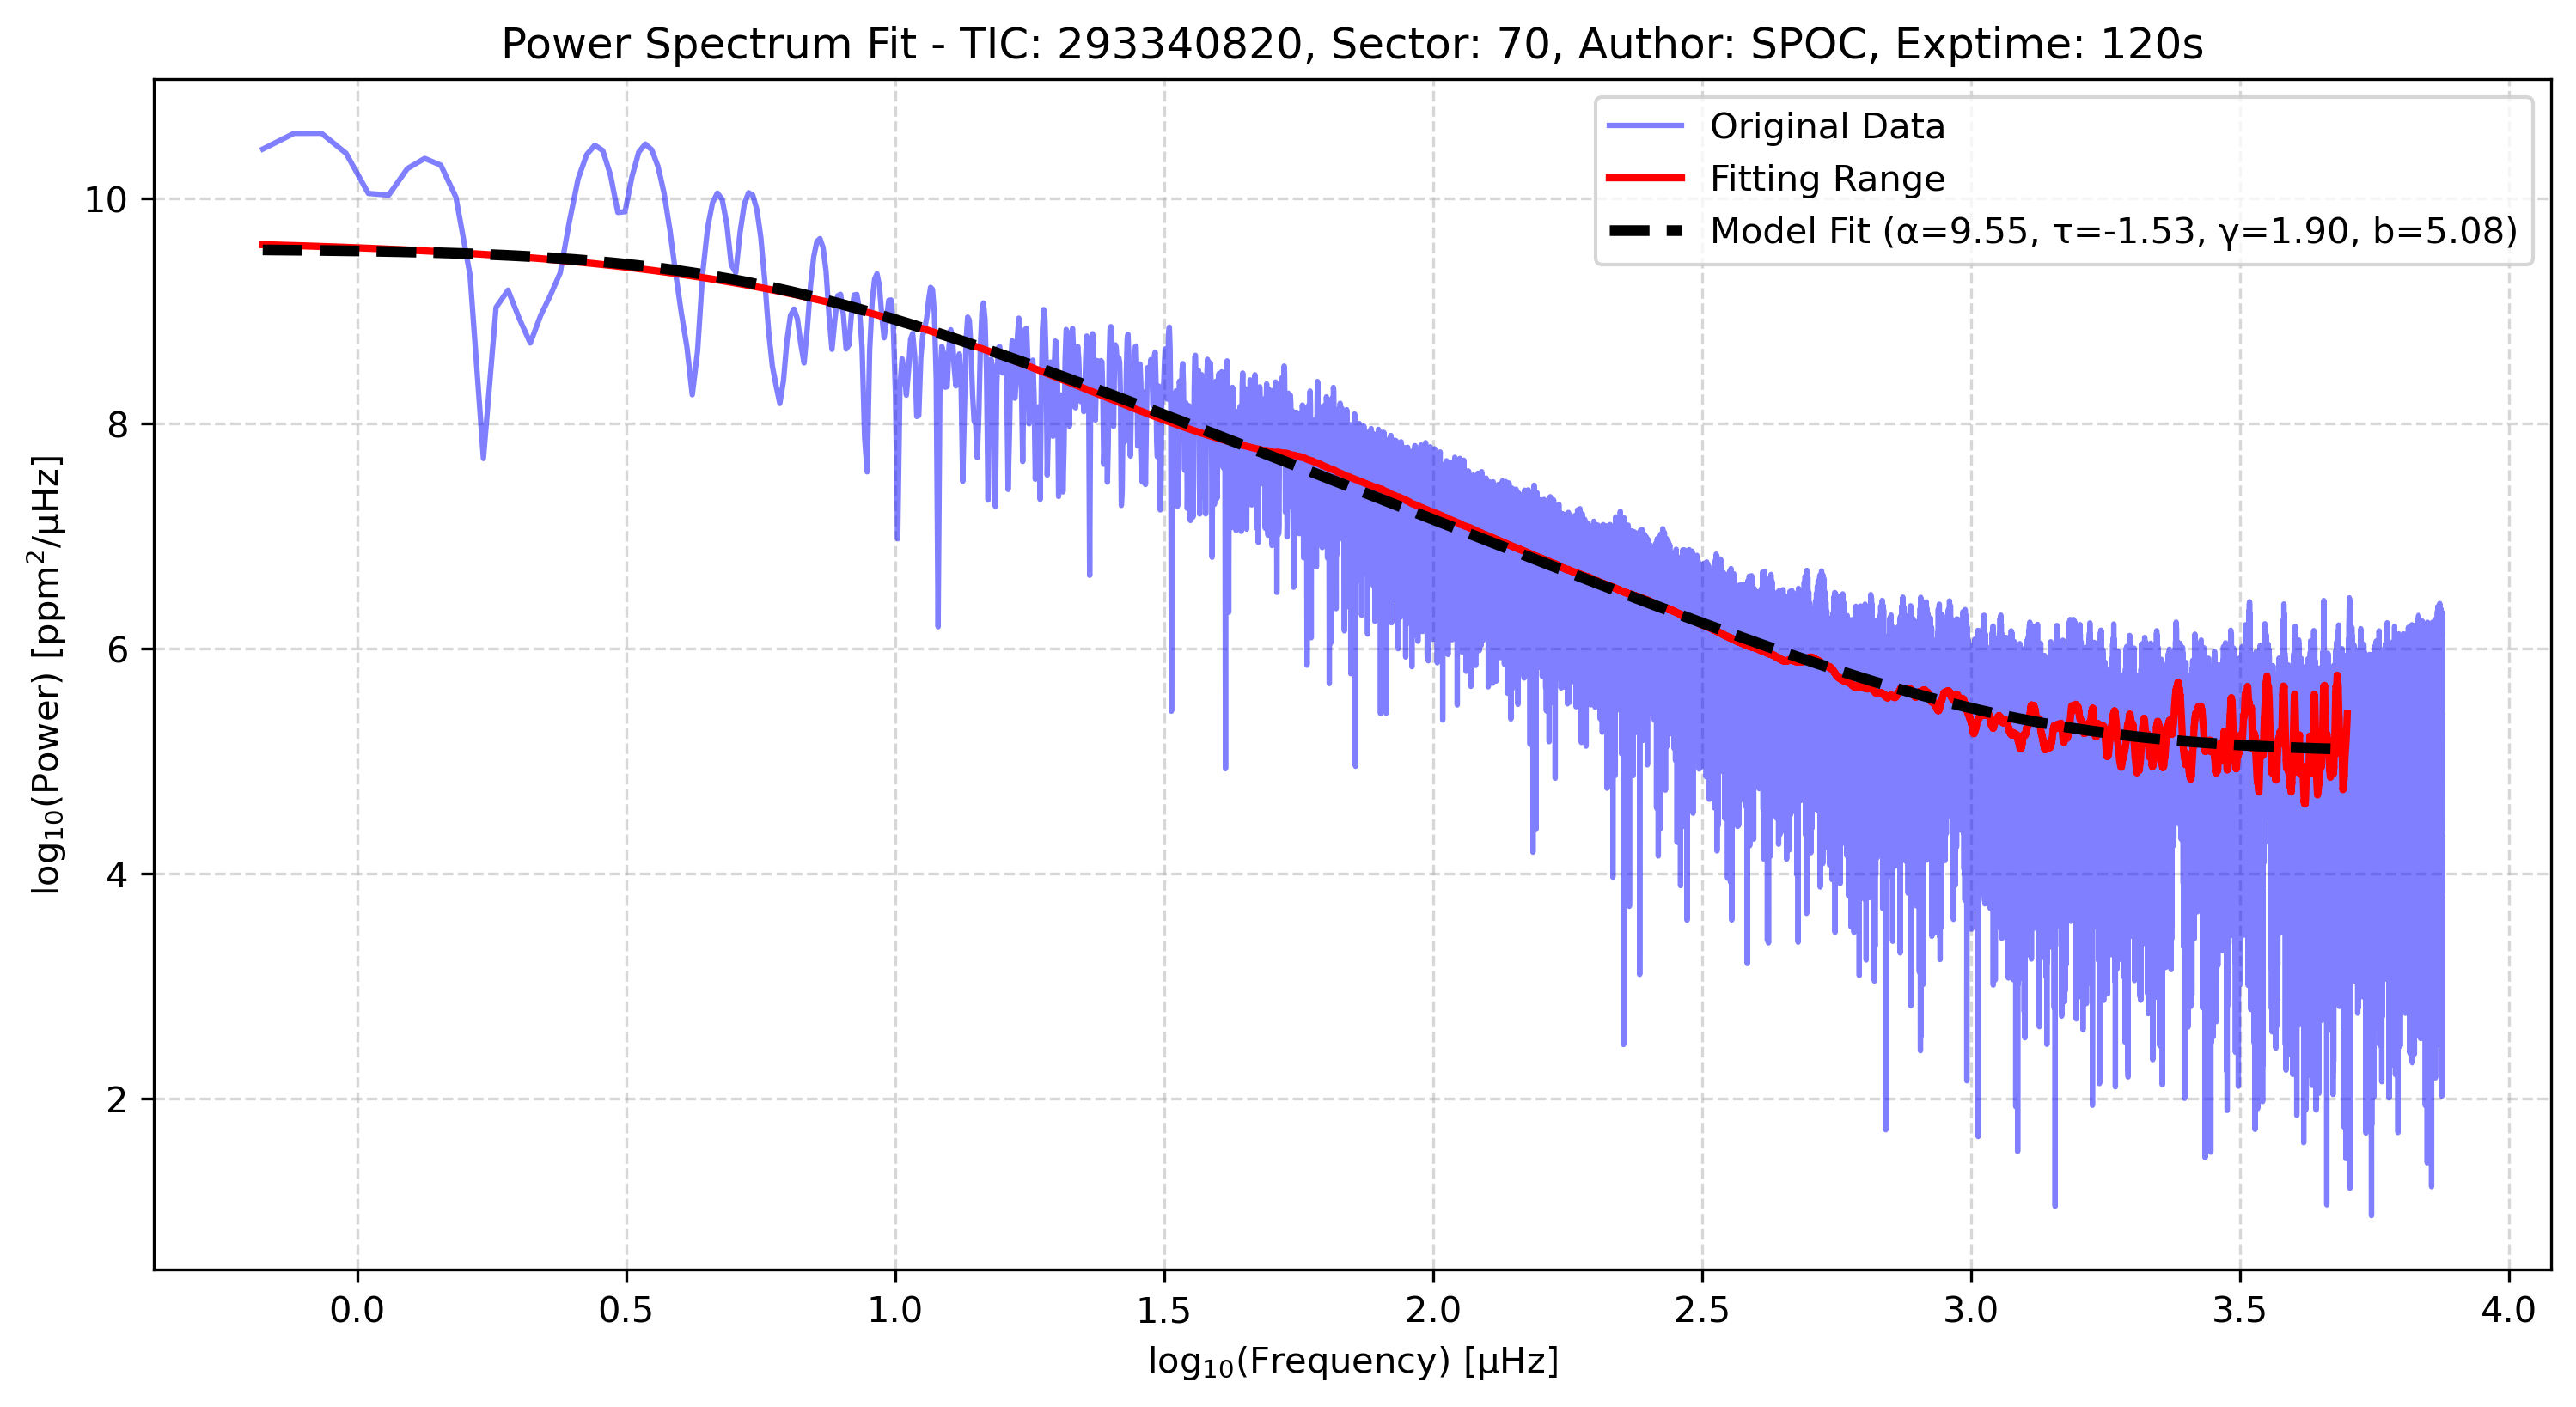 Power Spectrum Fit - TIC: 293340820, Sector: 70, Author: SPOC, Exptime: 120s
Original Data
Fitting Range
Model Fit (α=9.55, τ=-1.53, γ=1.90, b=5.08)
log₁₀(Power) [ppm²/μHz]
10
8
6
4
2
0.0 0.5 1.0 1.5 2.0 2.5 3.0 3.5 4.0
log₁₀(Frequency) [μHz]